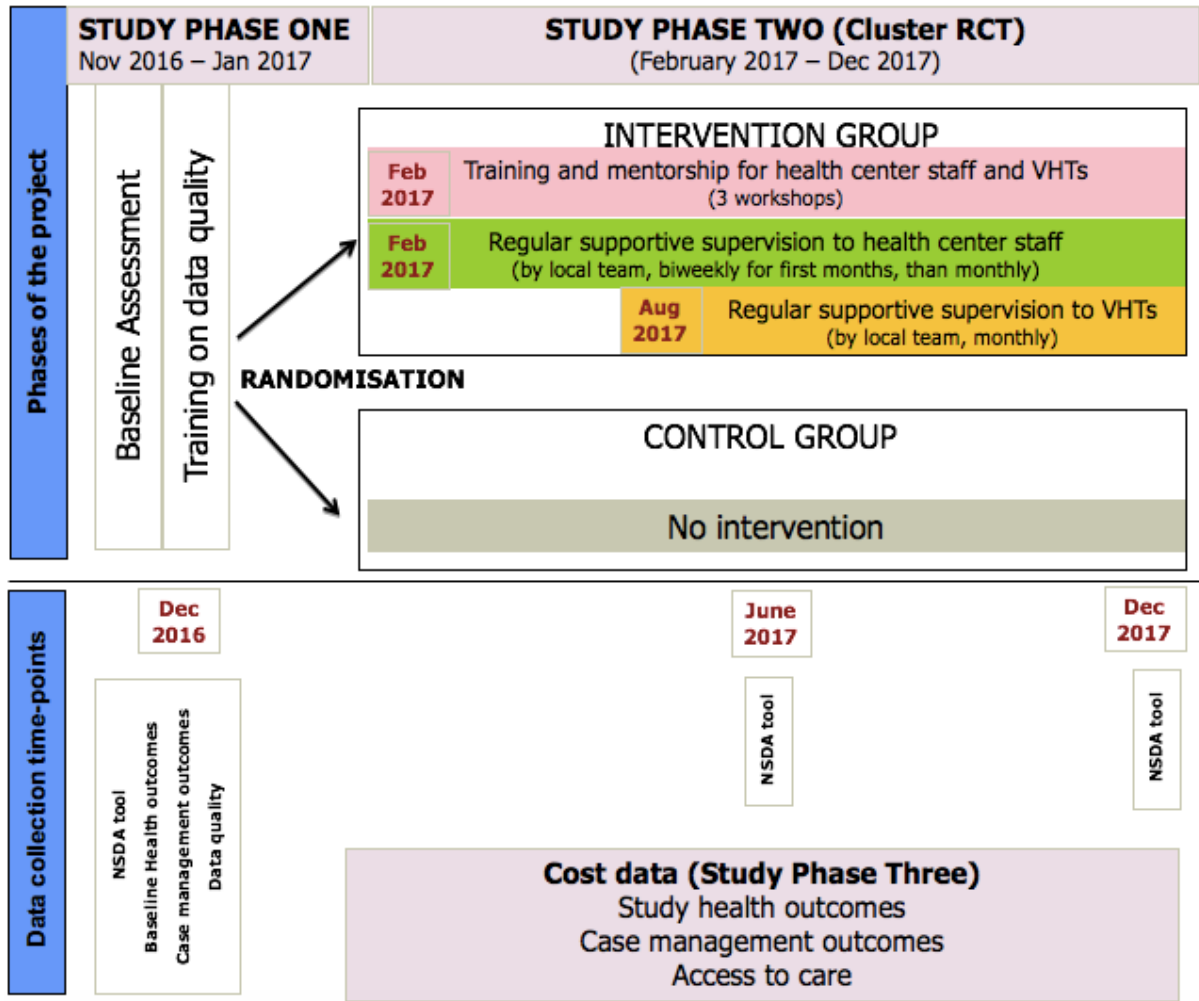 STUDY PHASE ONE
Nov 2016 – Jan 2017
STUDY PHASE TWO (Cluster RCT)
(February 2017 – Dec 2017)
Phases of the project
Baseline Assessment
Training on data quality
RANDOMISATION
INTERVENTION GROUP
Feb
2017
Training and mentorship for health center staff and VHTs
(3 workshops)
Feb
2017
Regular supportive supervision to health center staff
(by local team, biweekly for first months, than monthly)
Aug
2017
Regular supportive supervision to VHTs
(by local team, monthly)
CONTROL GROUP
No intervention
Data collection time-points
Dec
2016
June
2017
Dec
2017
NSDA tool
Baseline Health outcomes
Case management outcomes
Data quality
NSDA tool
NSDA tool
Cost data (Study Phase Three)
Study health outcomes
Case management outcomes
Access to care